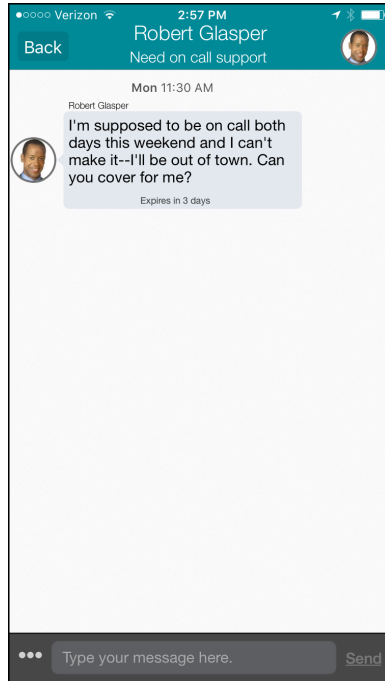 Verizon
2:57 PM
Back
Robert Glasper
Need on call support
Mon 11:30 AM
Robert Glasper
I'm supposed to be on call both
days this weekend and I can't
make it--I'll be out of town. Can
you cover for me?
Expires in 3 days
Type your message here.
Send